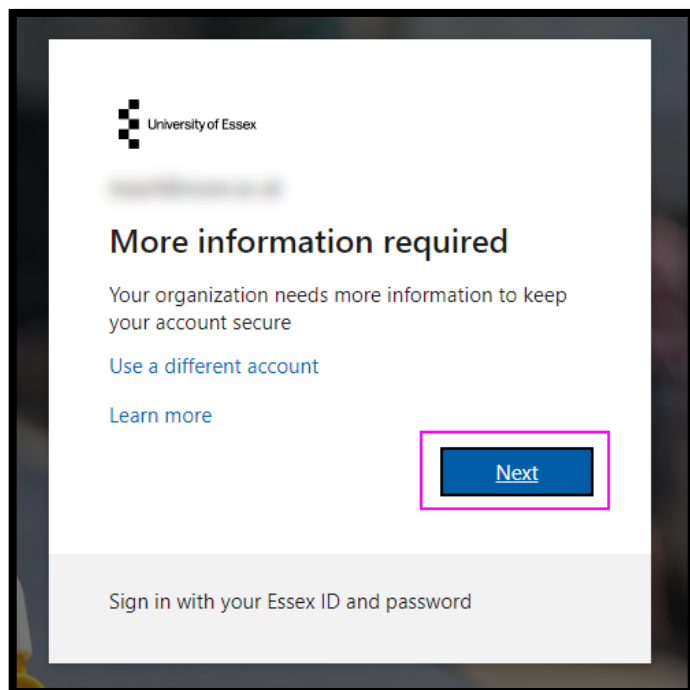 University of Essex
More information required
Your organization needs more information to keep
your account secure
Use a different account
Learn more
Next
Sign in with your Essex ID and password